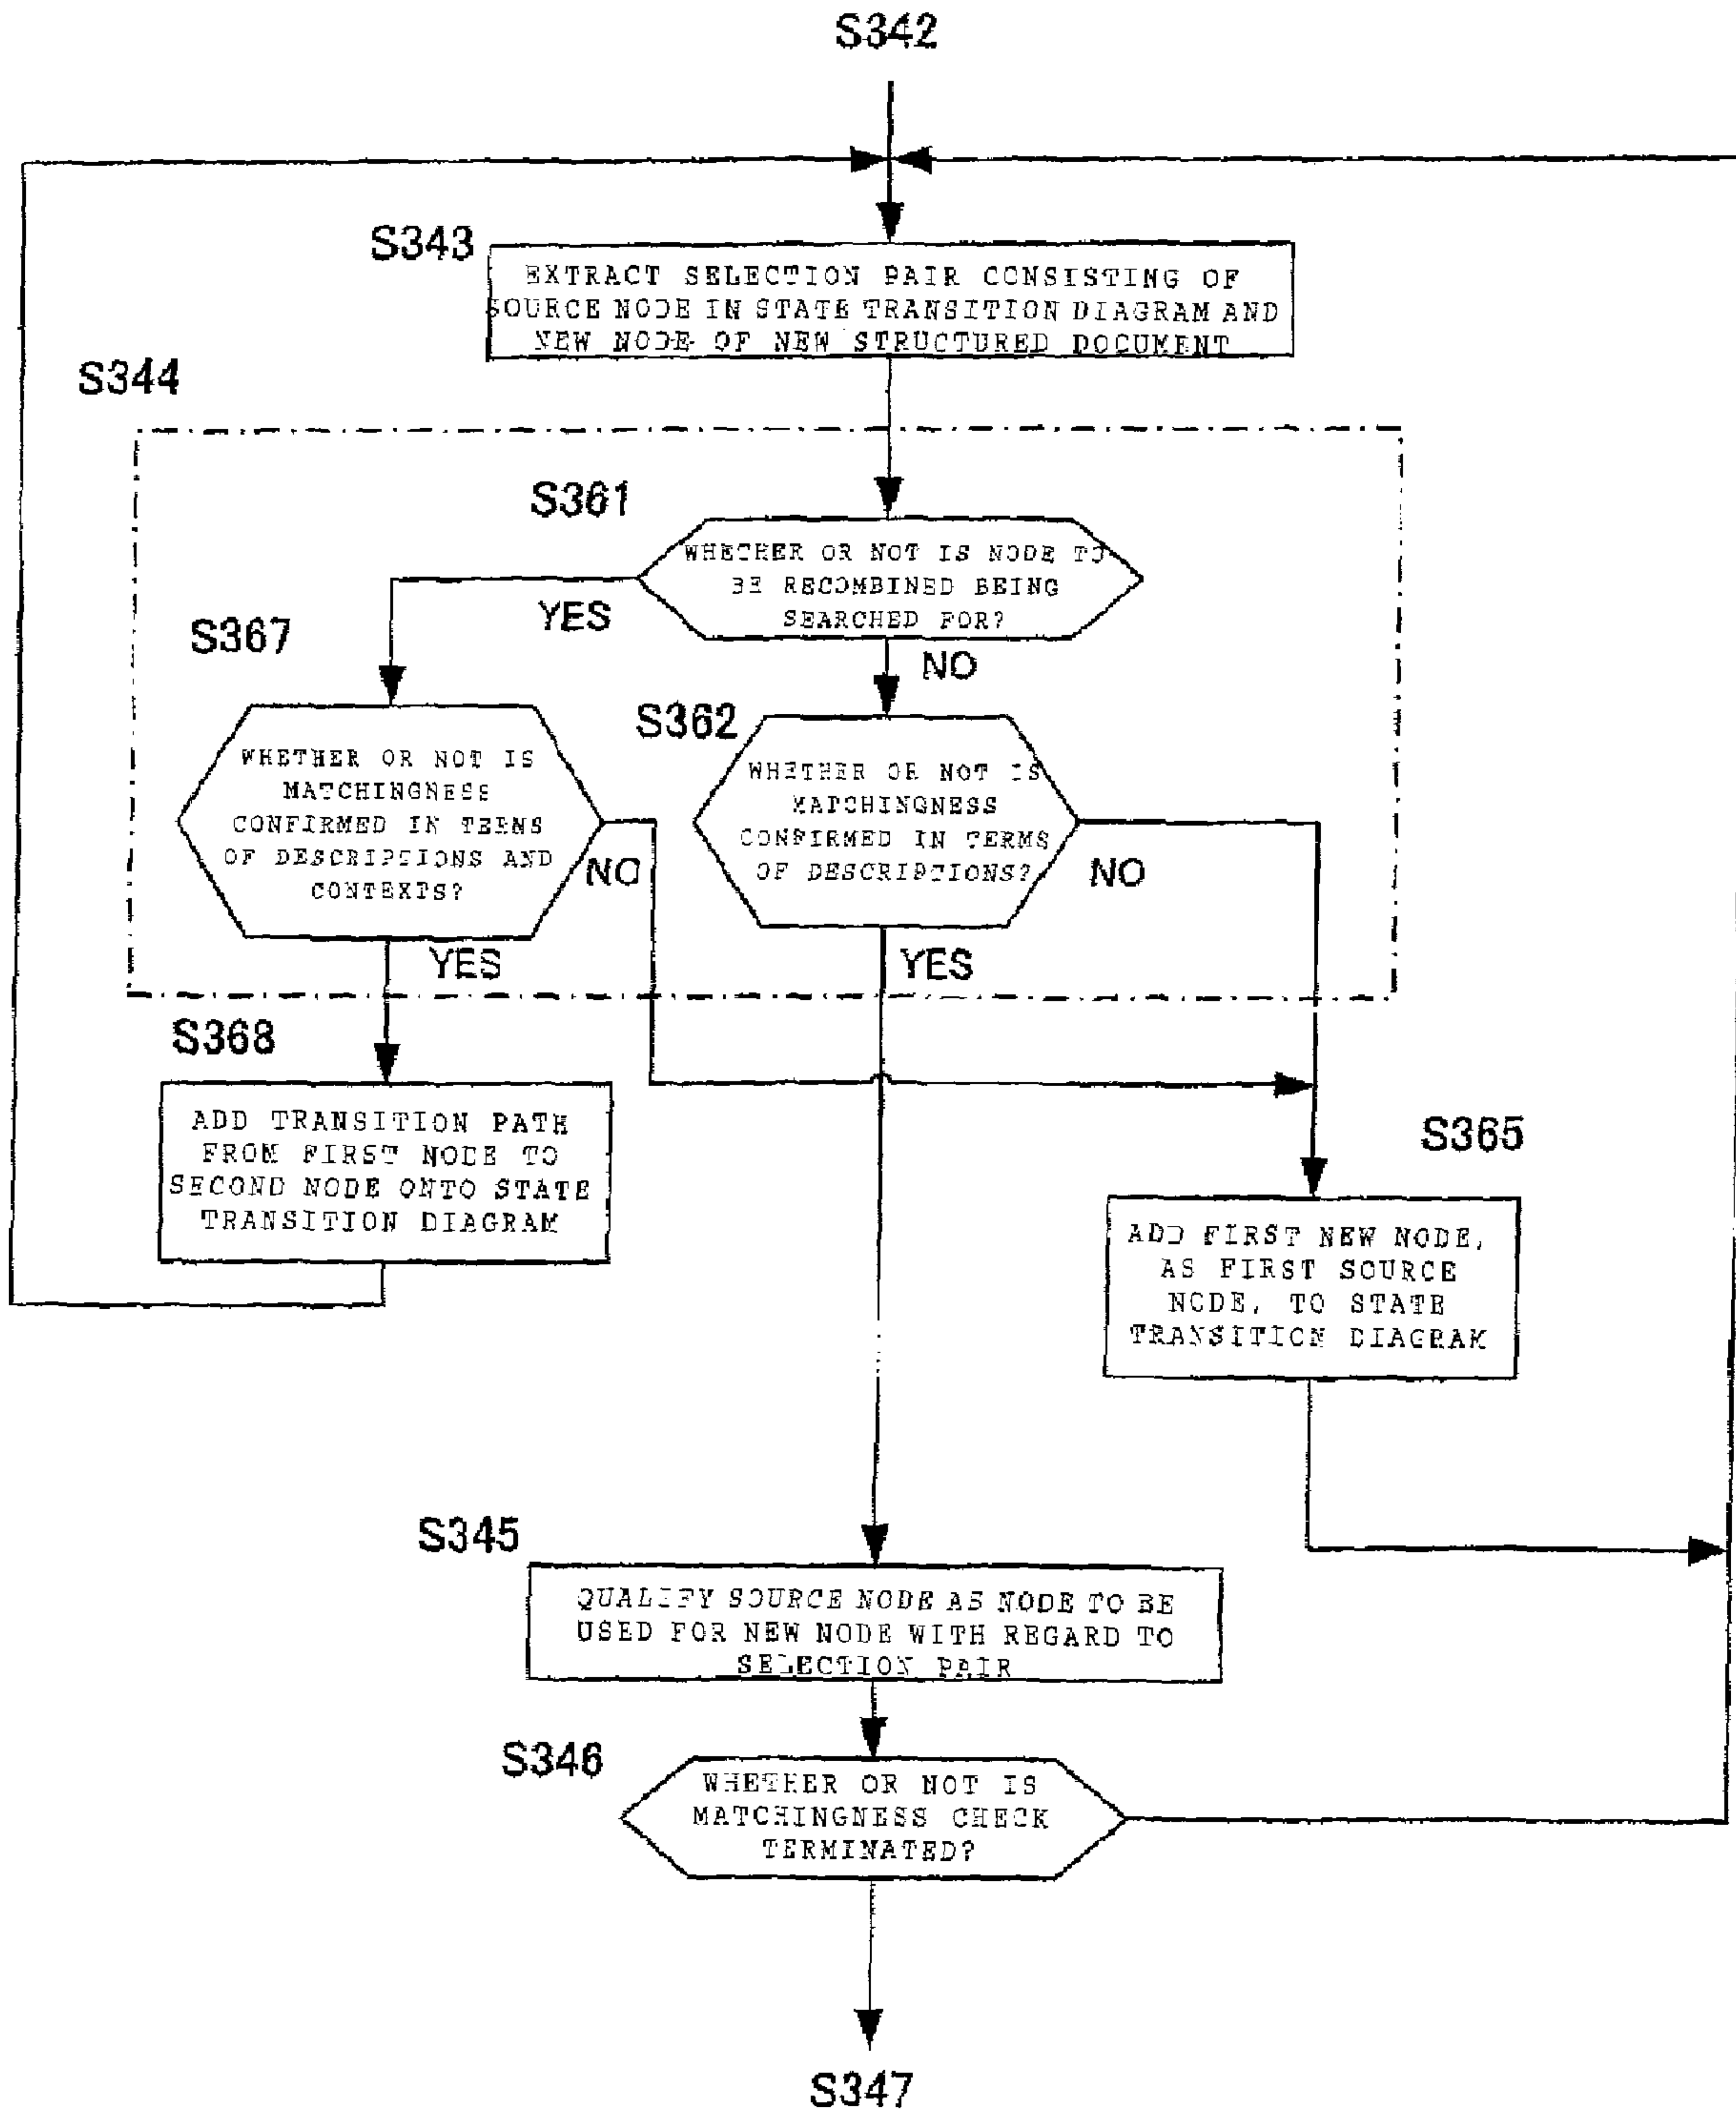 S342
S343
EXTRACT SELECTION PAIR CONSISTING OF
SOURCE NODE IN STATE TRANSITION DIAGRAM AND
NEW NODE OF NEW STRUCTURED DOCUMENT
S344
S361
WHETHER OR NOT IS NODE TO
BE RECOMBINED BEING
SEARCHED FOR?
YES
NO
S367
WHETHER OR NOT IS
MATCHINGNESS
CONFIRMED IN TERMS
OF DESCRIPTIONS AND
CONTEXTS?
NO
YES
S362
WHETHER OR NOT IS
MATCHINGNESS
CONFIRMED IN TERMS
OF DESCRIPTIONS?
NO
YES
S368
ADD TRANSITION PATH
FROM FIRST NODE TO
SECOND NODE ONTO STATE
TRANSITION DIAGRAM
S365
ADD FIRST NEW NODE,
AS FIRST SOURCE
NODE, TO STATE
TRANSITION DIAGRAM
S345
QUALIFY SOURCE NODE AS NODE TO BE
USED FOR NEW NODE WITH REGARD TO
SELECTION PAIR
S346
WHETHER OR NOT IS
MATCHINGNESS CHECK
TERMINATED?
S347